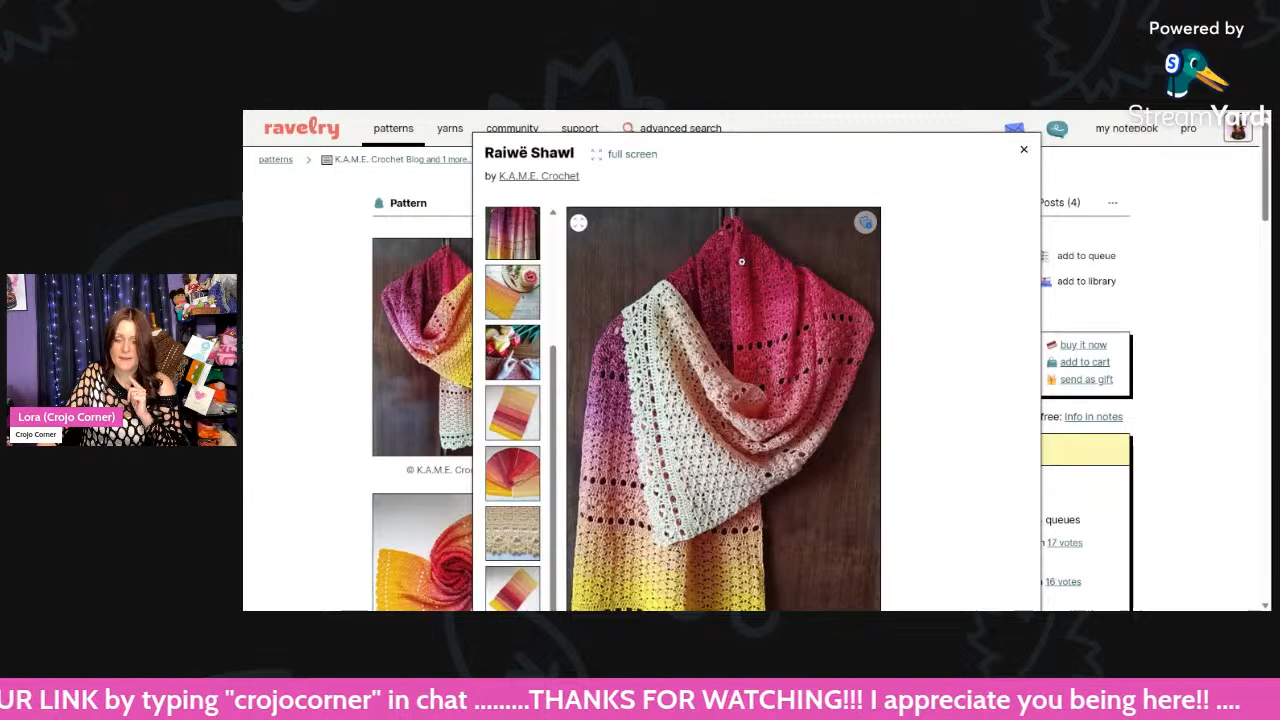 Powered by
StreamYard
ravelry
patterns
yarns
community
support
advanced search
my notebook
pro
patterns
K.A.M.E. Crochet Blog and 1 more...
Raiwë Shawl
full screen
by K.A.M.E. Crochet
Pattern
Posts (4)
add to queue
add to library
buy it now
add to cart
send as gift
free: Info in notes
© K.A.M.E. Cro
queues
17 votes
16 votes
Lora (Crojo Corner)
Crojo Corner
UR LINK by typing "crojocorner" in chat .........THANKS FOR WATCHING!!! I appreciate you being here!! ....